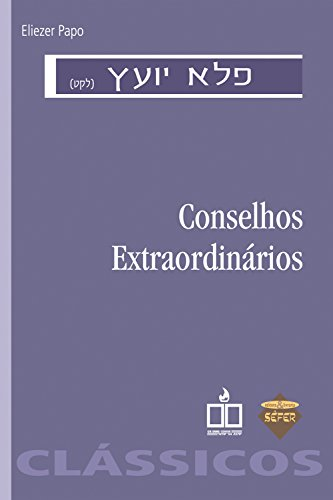 Eliezer Papo
פלא יועץ (לקט)
Conselhos
Extraordinários
SÊFER
CLÁSSICOS